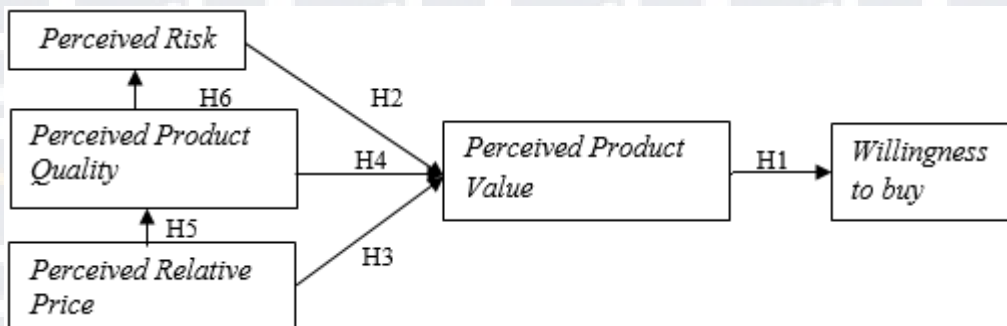 Perceived Risk
H2
H6
Perceived Product
Quality
H4
Perceived Product
Value
H1
Willingness
to buy
H5
H3
Perceived Relative
Price